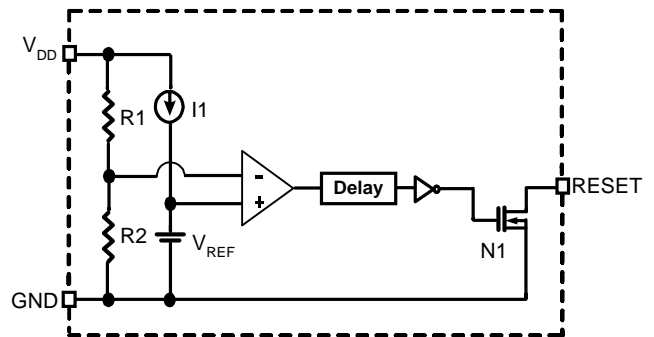 VDD
R1
I1
-
+
Delay
RESET
R2
VREF
N1
GND